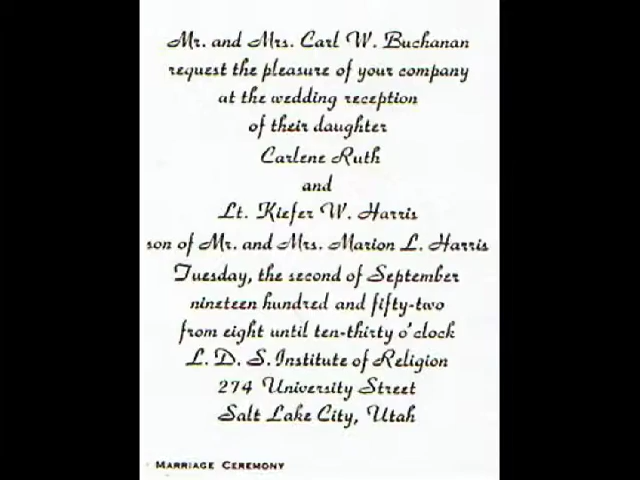 Mr. and Mrs. Carl W. Buchanan
request the pleasure of your company
at the wedding reception
of their daughter
Carlene Ruth
and
Lt. Kiefer W. Harris
son of Mr. and Mrs. Marion L. Harris
Tuesday, the second of September
nineteen hundred and fifty-two
from eight until ten-thirty o'clock
L. D. S. Institute of Religion
274 University Street
Salt Lake City, Utah
Marriage Ceremony